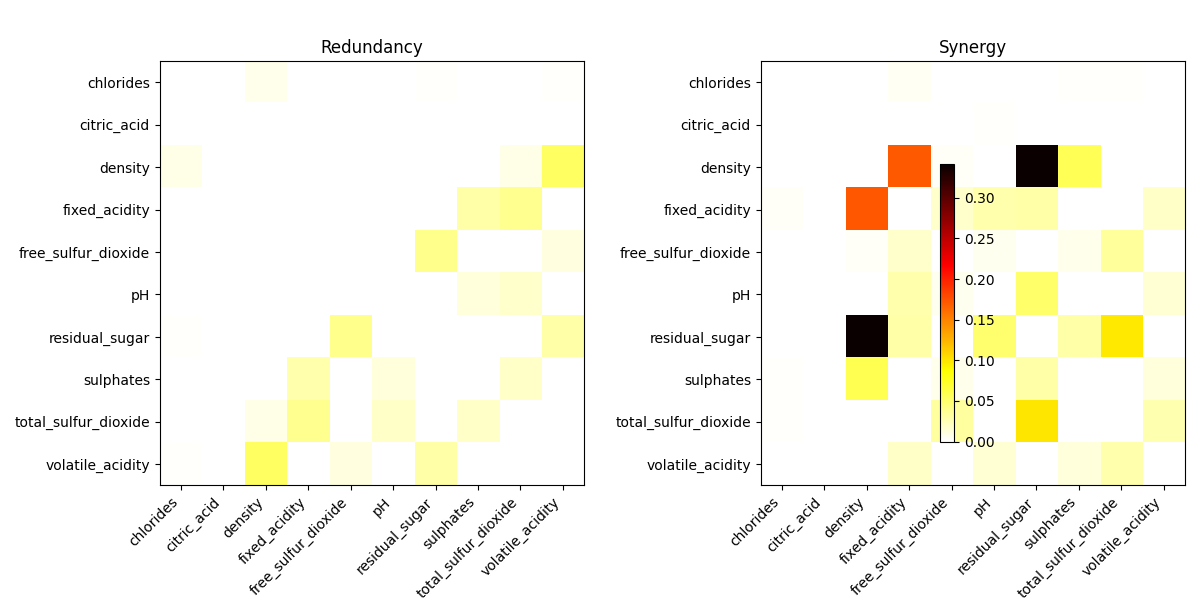 Redundancy
chlorides
citric_acid
density
fixed_acidity
free_sulfur_dioxide
pH
residual_sugar
sulphates
total_sulfur_dioxide
volatile_acidity
chlorides
citric_acid
density
fixed_acidity
free_sulfur_dioxide
pH
residual_sugar
sulphates
total_sulfur_dioxide
volatile_acidity
Synergy
chlorides
citric_acid
density
fixed_acidity
free_sulfur_dioxide
pH
residual_sugar
sulphates
total_sulfur_dioxide
volatile_acidity
0.30
0.25
0.20
0.15
0.10
0.05
0.00
chlorides
citric_acid
density
fixed_acidity
free_sulfur_dioxide
pH
residual_sugar
sulphates
total_sulfur_dioxide
volatile_acidity